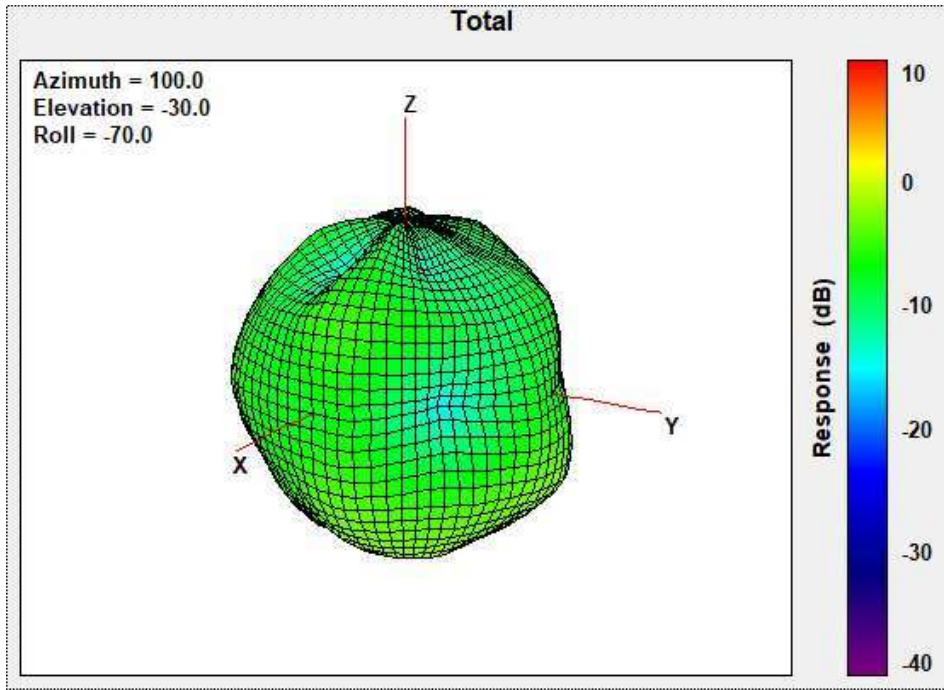 Total
Azimuth = 100.0
Elevation = -30.0
Roll = -70.0
Z
X
Y
10
0
-10
-20
-30
-40
Response (dB)